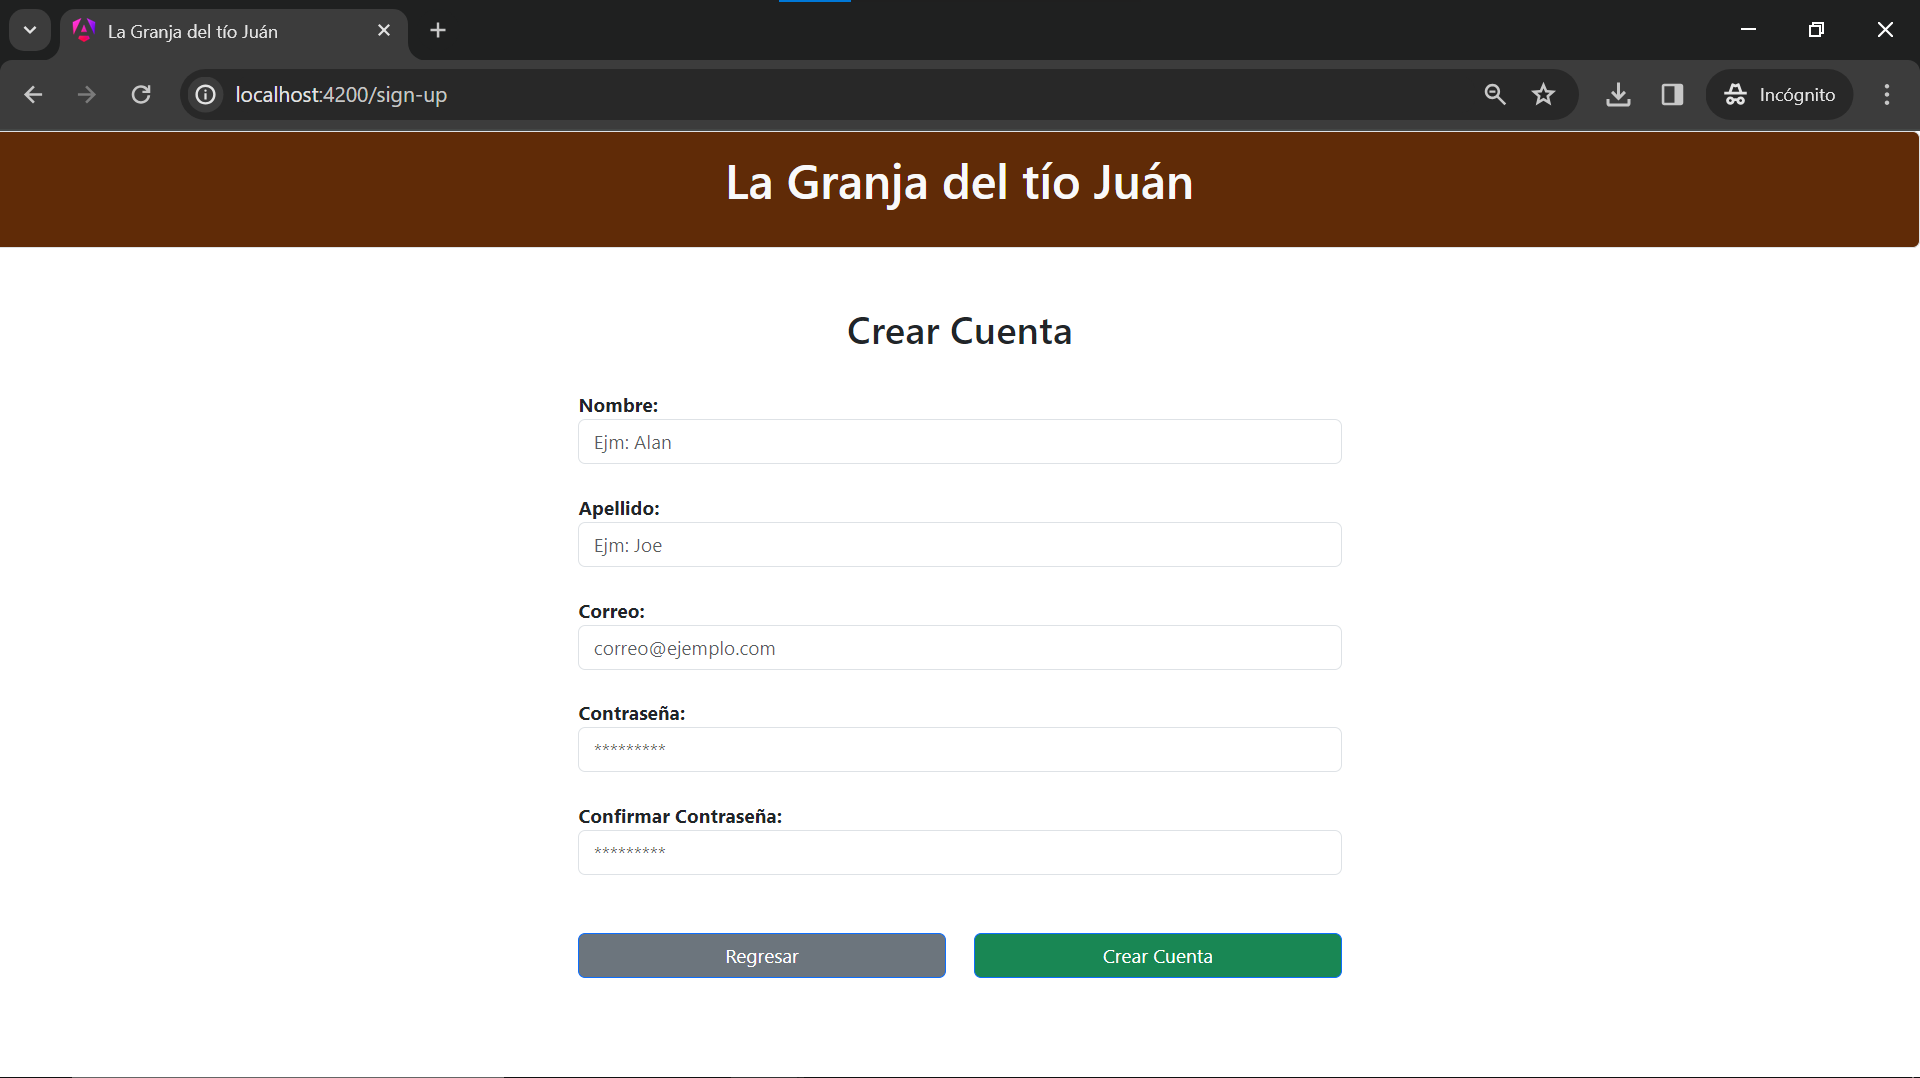 La Granja del tío Juán
localhost:4200/sign-up
Incógnito
La Granja del tío Juán
Crear Cuenta
Nombre:
Ejm: Alan
Apellido:
Ejm: Joe
Correo:
correo@ejemplo.com
Contraseña:
*********
Confirmar Contraseña:
*********
Regresar
Crear Cuenta